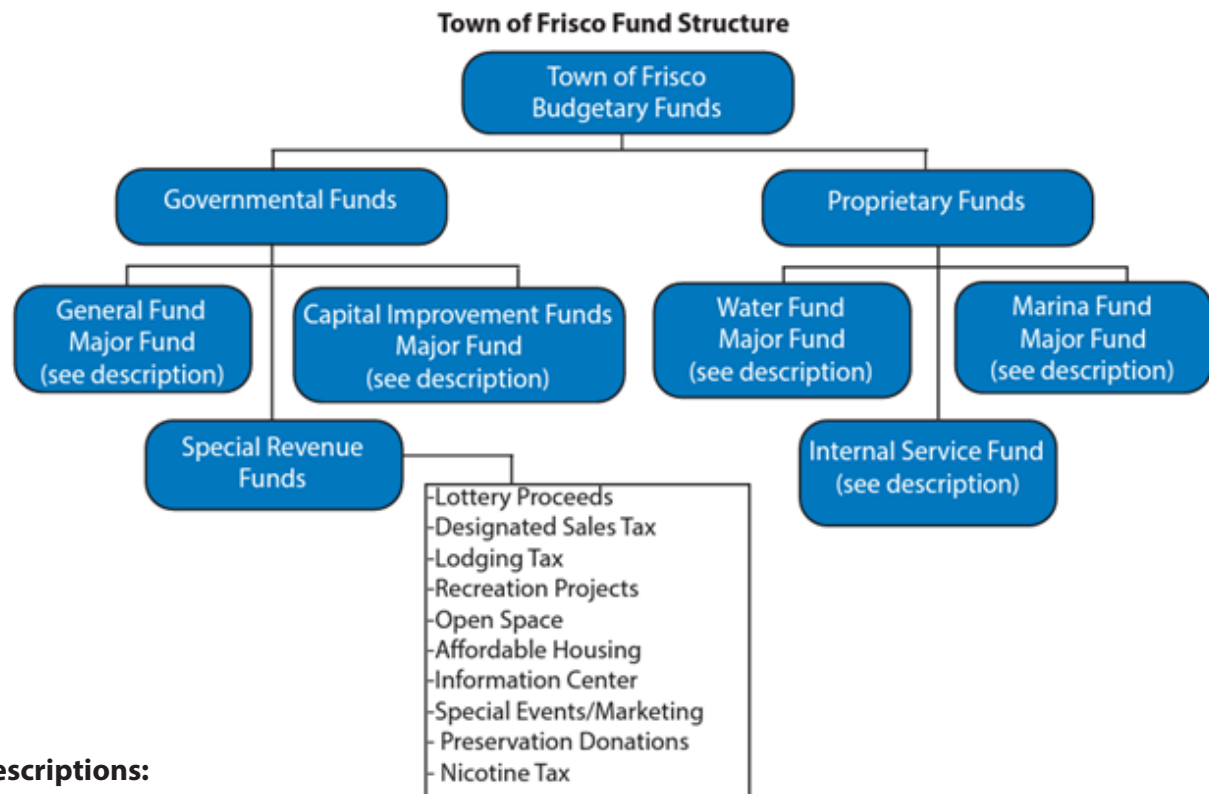 Town of Frisco Fund Structure
Town of Frisco
Budgetary Funds
Governmental Funds
Proprietary Funds
General Fund
Major Fund
(see description)
Capital Improvement Funds
Major Fund
(see description)
Water Fund
Major Fund
(see description)
Marina Fund
Major Fund
(see description)
Special Revenue
Funds
Internal Service Fund
(see description)
-Lottery Proceeds
-Designated Sales Tax
-Lodging Tax
-Recreation Projects
-Open Space
-Affordable Housing
-Information Center
-Special Events/Marketing
- Preservation Donations
- Nicotine Tax
escriptions: